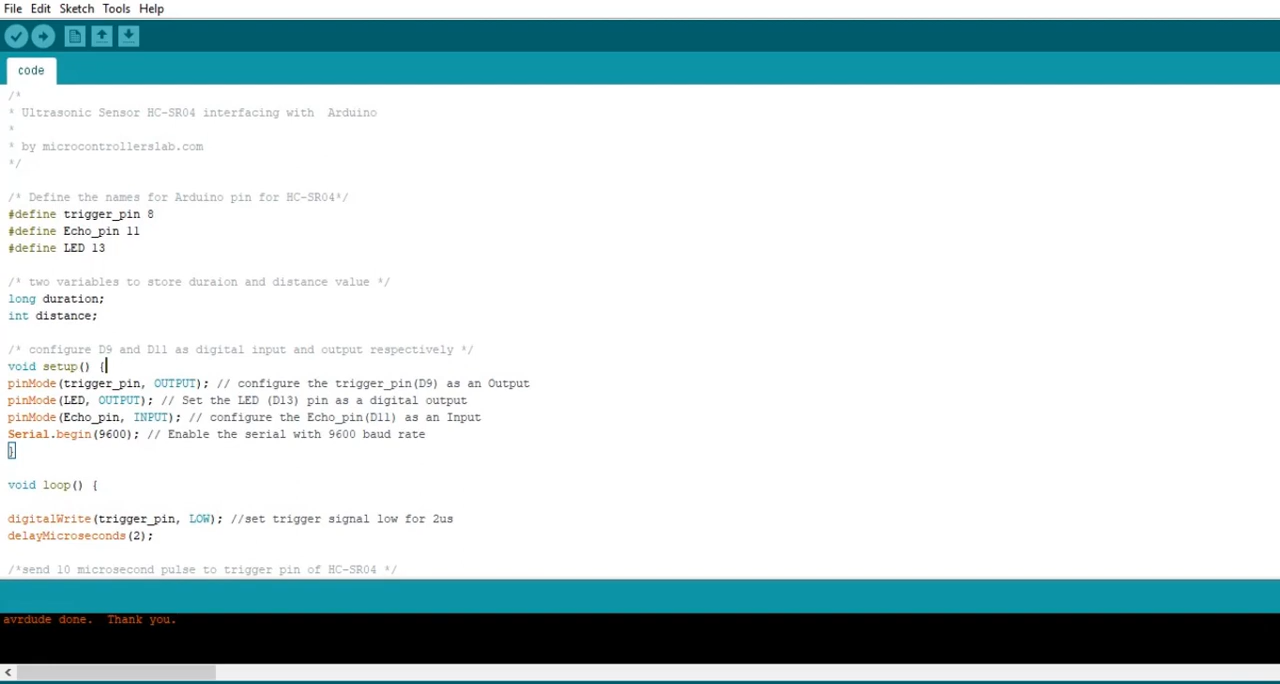 File Edit Sketch Tools Help
code
/*
* Ultrasonic Sensor HC-SR04 interfacing with  Arduino
*
* by microcontrollerslab.com
*/
/* Define the names for Arduino pin for HC-SR04*/
#define trigger_pin 8
#define Echo_pin 11
#define LED 13
/* two variables to store duraion and distance value */
long duration;
int distance;
/* configure D9 and D11 as digital input and output respectively */
void setup() {
pinMode(trigger_pin, OUTPUT); // configure the trigger_pin(D9) as an Output
pinMode(LED, OUTPUT); // Set the LED (D13) pin as a digital output
pinMode(Echo_pin, INPUT); // configure the Echo_pin(D11) as an Input
Serial.begin(9600); // Enable the serial with 9600 baud rate
}
void loop() {
digitalWrite(trigger_pin, LOW); //set trigger signal low for 2us
delayMicroseconds(2);
/*send 10 microsecond pulse to trigger pin of HC-SR04 */
avrdude done.  Thank you.